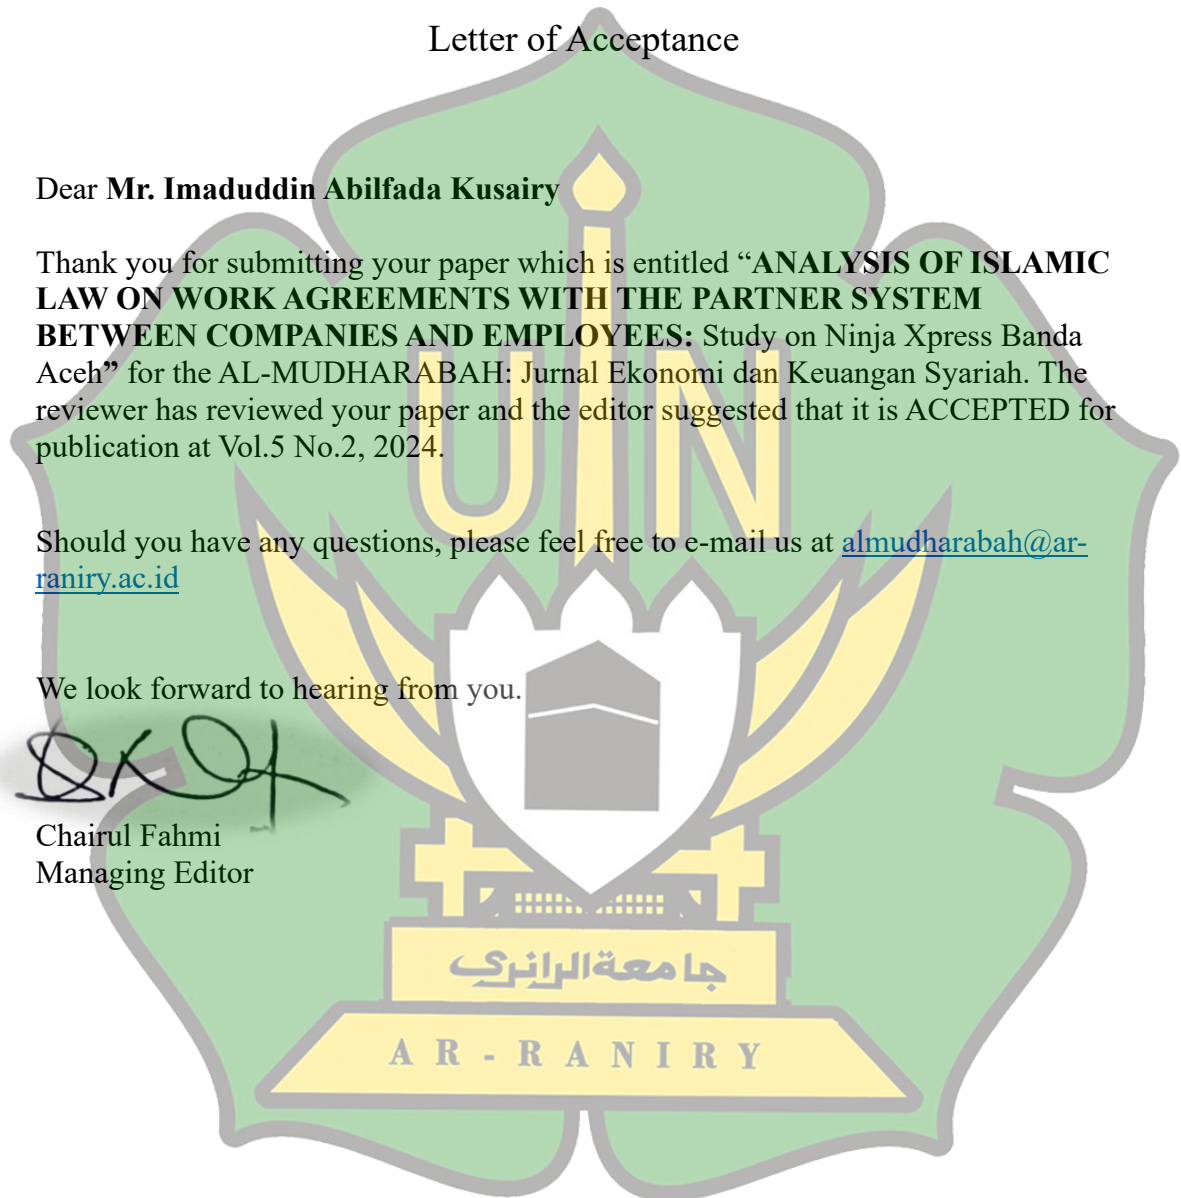 Letter of Acceptance
Dear Mr. Imaduddin Abilfada Kusairy
Thank you for submitting your paper which is entitled “ANALYSIS OF ISLAMIC
LAW ON WORK AGREEMENTS WITH THE PARTNER SYSTEM
BETWEEN COMPANIES AND EMPLOYEES: Study on Ninja Xpress Banda
Aceh” for the AL-MUDHARABAH: Jurnal Ekonomi dan Keuangan Syariah. The
reviewer has reviewed your paper and the editor suggested that it is ACCEPTED for
publication at Vol.5 No.2, 2024.
UIN
Should you have any questions, please feel free to e-mail us at almudharabah@ar-
raniry.ac.id
We look forward to hearing from you.
Chairul Fahmi
Managing Editor
جامعة الرانري
AR-RANIRY